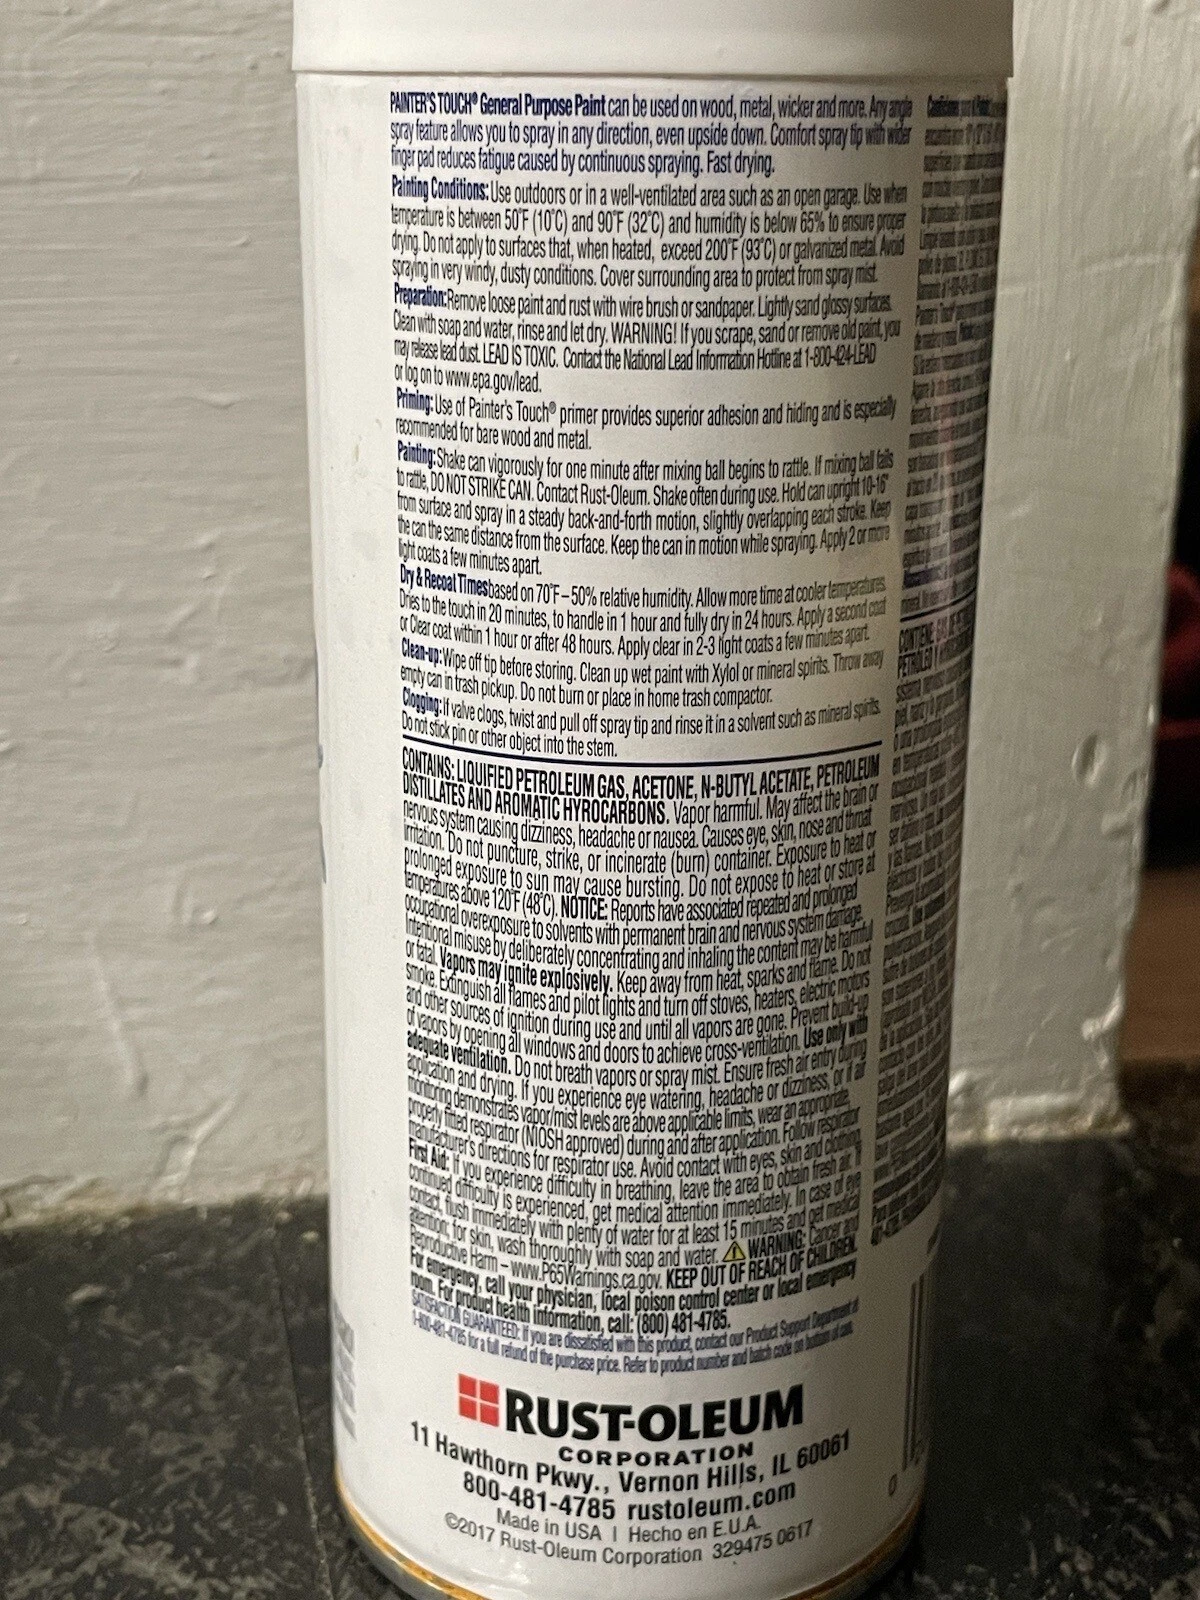 PAINTER'S TOUCH® General Purpose Paint can be used on wood, metal, wicker and more. Any angle
spray feature allows you to spray in any direction, even upside down. Comfort spray tip with wider
finger pad reduces fatigue caused by continuous spraying. Fast drying.
Painting Conditions: Use outdoors or in a well-ventilated area such as an open garage. Use when
temperature is between 50°F (10°C) and 90°F (32°C) and humidity is below 65% to ensure proper
drying. Do not apply to surfaces that, when heated, exceed 200°F (93°C) or galvanized metal. Avoid
spraying in very windy, dusty conditions. Cover surrounding area to protect from spray mist.
Preparation: Remove loose paint and rust with wire brush or sandpaper. Lightly sand glossy surfaces.
Clean with soap and water, rinse and let dry. WARNING! If you scrape, sand or remove old paint, you
may release lead dust. LEAD IS TOXIC. Contact the National Lead Information Hotline at 1-800-424-LEAD
or log on to www.epa.gov/lead.
Priming: Use of Painter's Touch® primer provides superior adhesion and hiding and is especially
recommended for bare wood and metal.
Painting: Shake can vigorously for one minute after mixing ball begins to rattle. If mixing ball fails
to rattle, DO NOT STRIKE CAN. Contact Rust-Oleum. Shake often during use. Hold can upright 10-16"
from surface and spray in a steady back-and-forth motion, slightly overlapping each stroke. Keep
the can the same distance from the surface. Keep the can in motion while spraying. Apply 2 or more
light coats a few minutes apart.
Dry & Recoat Times based on 70°F – 50% relative humidity. Allow more time at cooler temperatures.
Dries to the touch in 20 minutes, to handle in 1 hour and fully dry in 24 hours. Apply a second coat
or Clear coat within 1 hour or after 48 hours. Apply clear in 2-3 light coats a few minutes apart.
Clean-up: Wipe off tip before storing. Clean up wet paint with Xylol or mineral spirits. Throw away
empty can in trash pickup. Do not burn or place in home trash compactor.
Clogging: If valve clogs, twist and pull off spray tip and rinse it in a solvent such as mineral spirits.
Do not stick pin or other object into the stem.
CONTAINS: LIQUIFIED PETROLEUM GAS, ACETONE, N-BUTYL ACETATE, PETROLEUM
DISTILLATES AND AROMATIC HYROCARBONS. Vapor harmful. May affect the brain or
nervous system causing dizziness, headache or nausea. Causes eye, skin, nose and throat
irritation. Do not puncture, strike, or incinerate (burn) container. Exposure to heat or
prolonged exposure to sun may cause bursting. Do not expose to heat or store at
temperatures above 120°F (48°C). NOTICE: Reports have associated repeated and prolonged
occupational overexposure to solvents with permanent brain and nervous system damage.
Intentional misuse by deliberately concentrating and inhaling the content may be harmful
or fatal. Vapors may ignite explosively. Keep away from heat, sparks and flame. Do not
smoke. Extinguish all flames and pilot lights and turn off stoves, heaters, electric motors
and other sources of ignition during use and until all vapors are gone. Prevent build-up
of vapors by opening all windows and doors to achieve cross-ventilation. Use only with
adequate ventilation. Do not breath vapors or spray mist. Ensure fresh air entry during
application and drying. If you experience eye watering, headache or dizziness, or if air
monitoring demonstrates vapor/mist levels are above applicable limits, wear an appropriate,
properly fitted respirator (NIOSH approved) during and after application. Follow respirator
manufacturer's directions for respirator use. Avoid contact with eyes, skin and clothing.
First Aid: If you experience difficulty in breathing, leave the area to obtain fresh air. If
continued difficulty is experienced, get medical attention immediately. In case of eye
contact, flush immediately with plenty of water for at least 15 minutes and get medical
attention; for skin, wash thoroughly with soap and water. ⚠ WARNING: Cancer and
Reproductive Harm – www.P65Warnings.ca.gov. KEEP OUT OF REACH OF CHILDREN.
For emergency, call your physician, local poison control center or local emergency
room. For product health information, call: (800) 481-4785.
SATISFACTION GUARANTEED: If you are dissatisfied with this product, contact our Product Support Department at
1-800-481-4785 for a full refund of the purchase price. Refer to product number and batch code on bottom of can.
RUST-OLEUM
CORPORATION
11 Hawthorn Pkwy., Vernon Hills, IL 60061
800-481-4785 rustoleum.com
Made in USA | Hecho en E.U.A.
©2017 Rust-Oleum Corporation 329475 0617